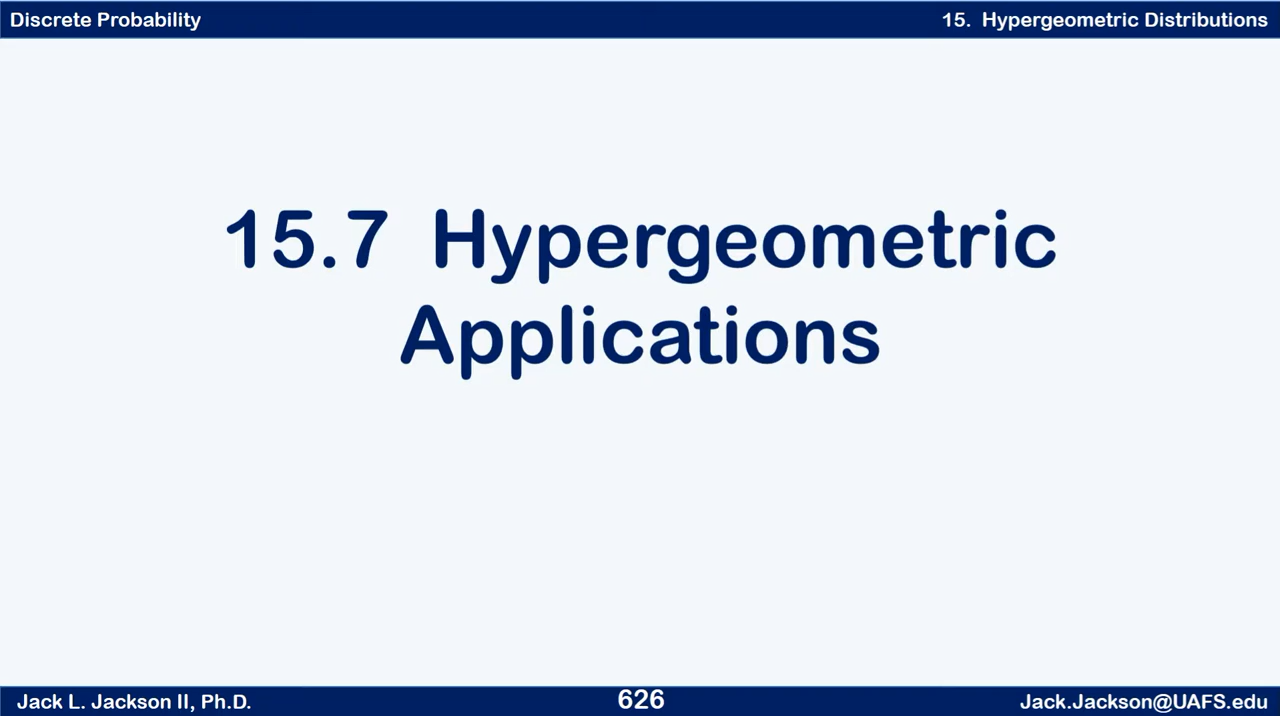 Discrete Probability
15. Hypergeometric Distributions
15.7 Hypergeometric
Applications
Jack L. Jackson II, Ph.D.
626
Jack.Jackson@UAFS.edu